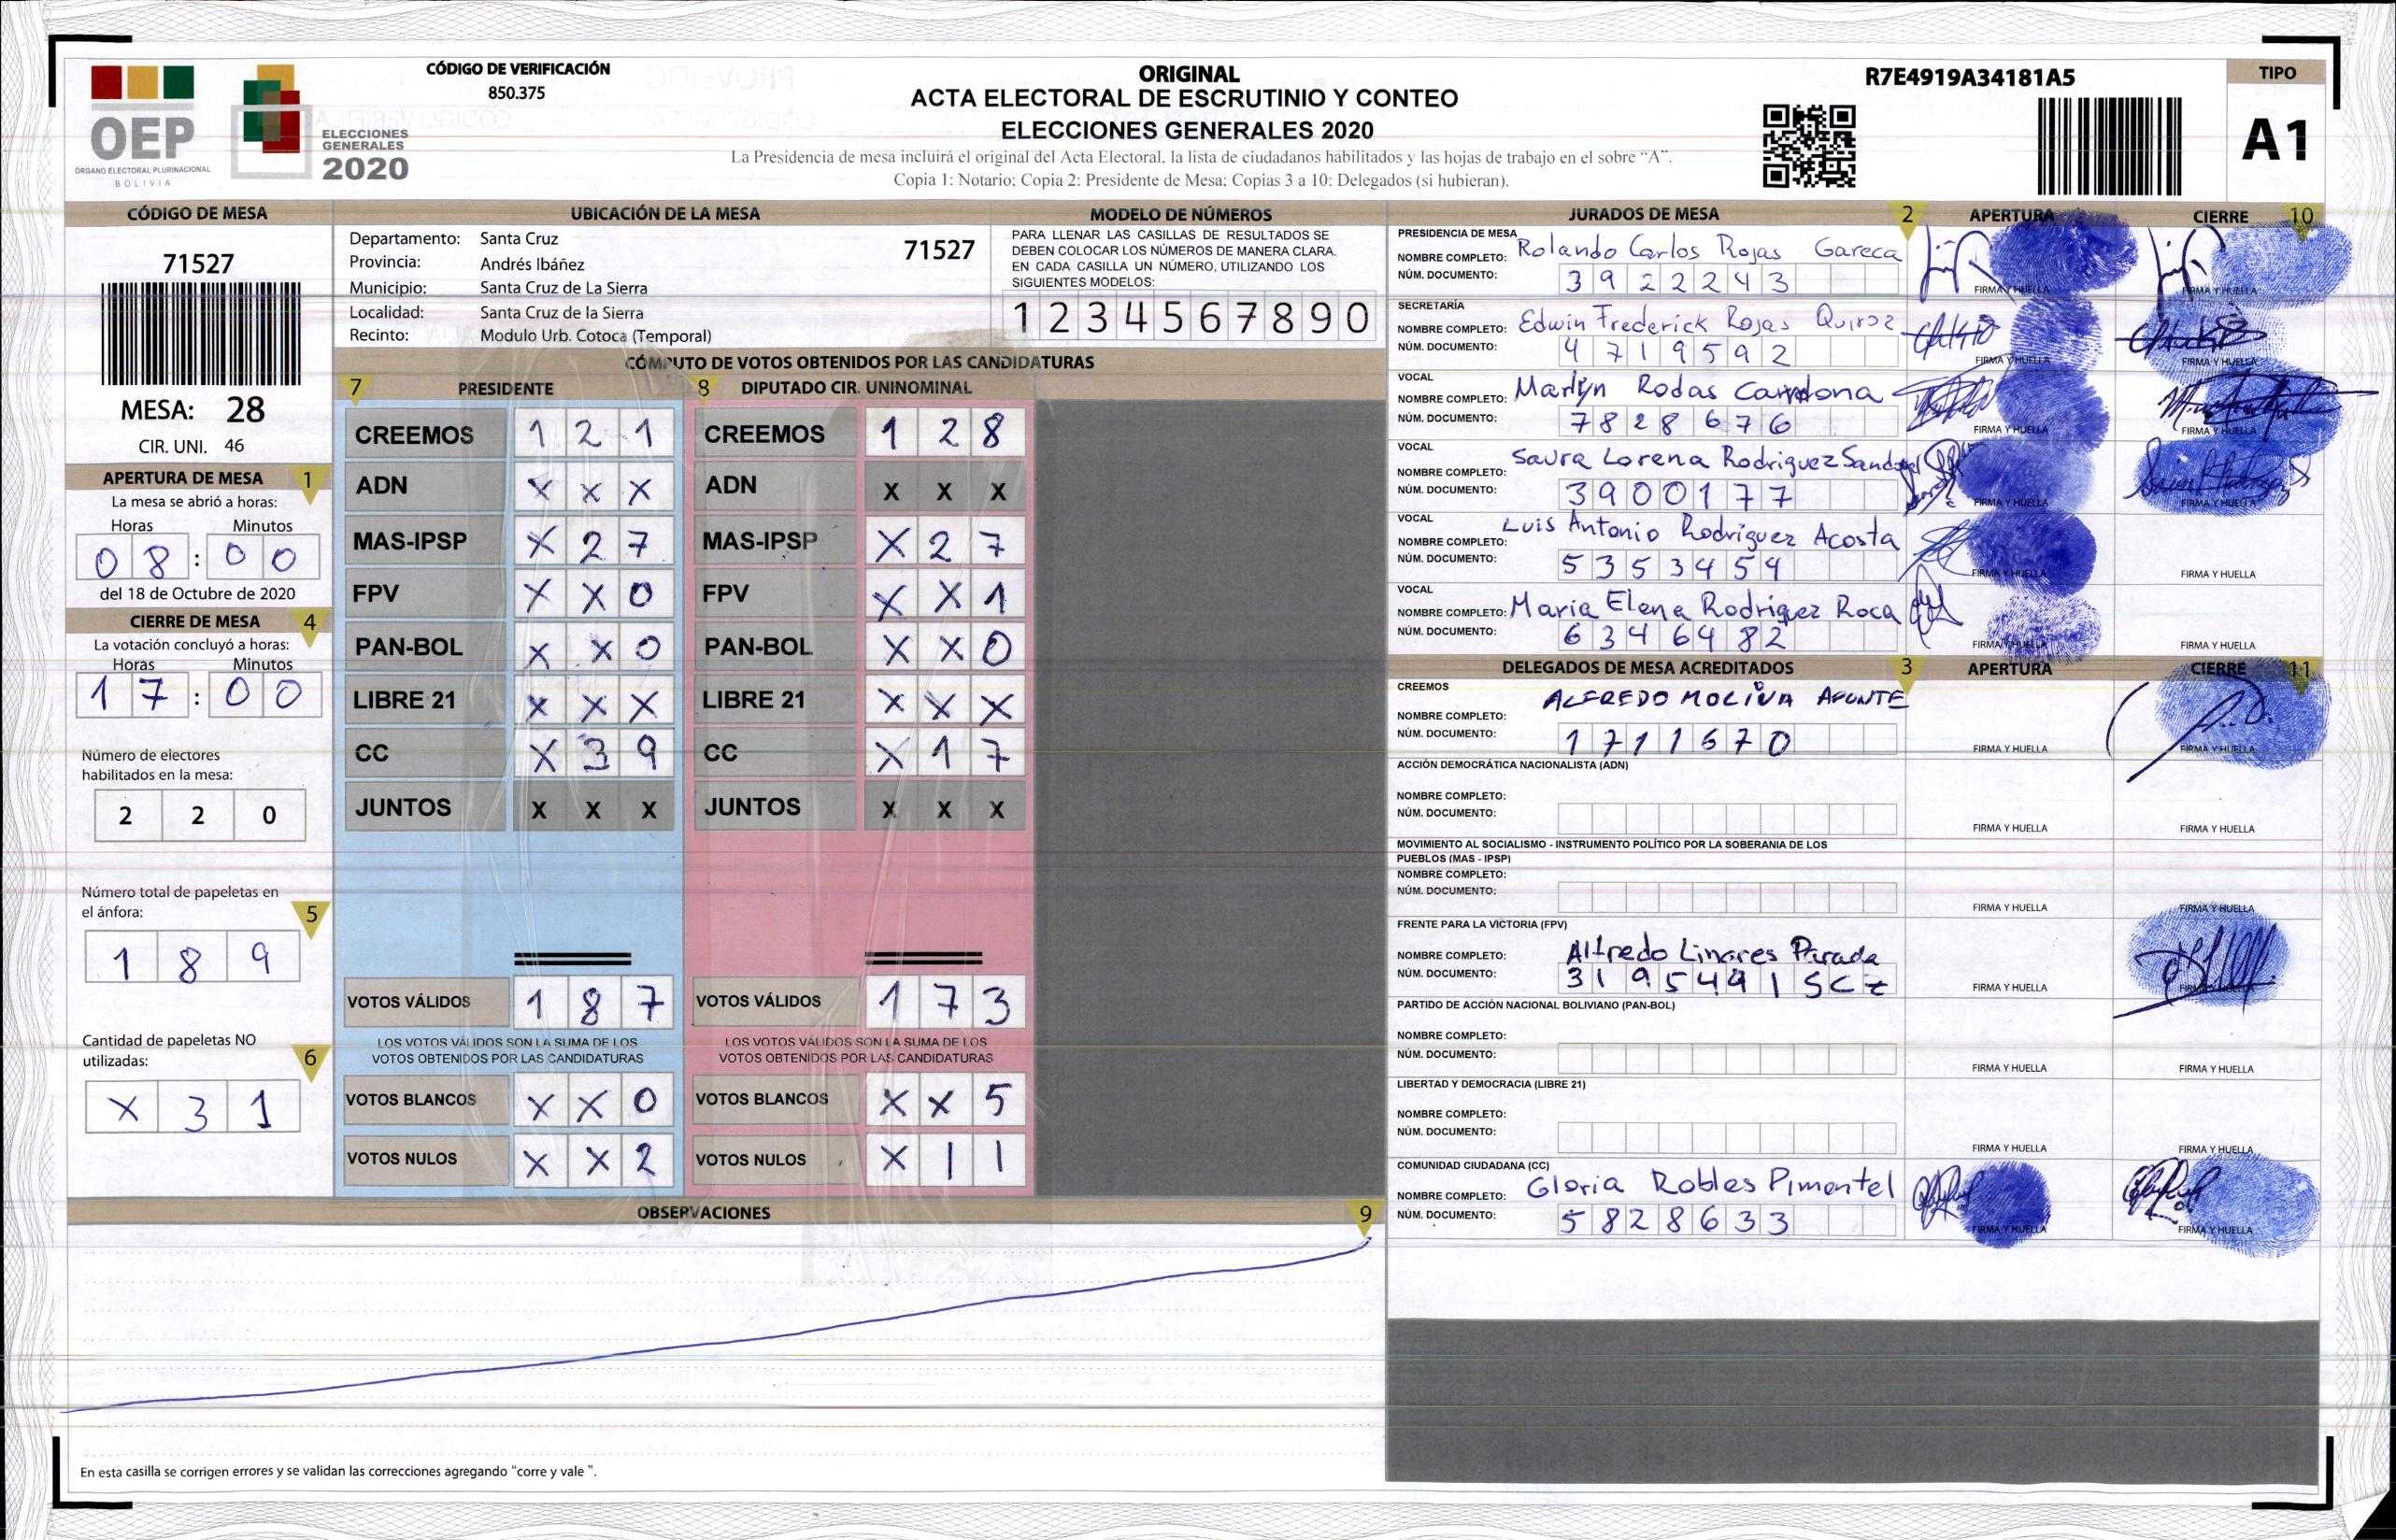 CÓDIGO DE VERIFICACIÓN
850.375
OEP
ÓRGANO ELECTORAL PLURINACIONAL
BOLIVIA
ELECCIONES
GENERALES
2020
ORIGINAL
ACTA ELECTORAL DE ESCRUTINIO Y CONTEO
ELECCIONES GENERALES 2020
La Presidencia de mesa incluirá el original del Acta Electoral, la lista de ciudadanos habilitados y las hojas de trabajo en el sobre "A".
Copia 1: Notario; Copia 2: Presidente de Mesa; Copias 3 a 10: Delegados (si hubieran).
R7E4919A34181A5
TIPO
A1
CÓDIGO DE MESA
71527
MESA: 28
CIR. UNI. 46
APERTURA DE MESA 1
La mesa se abrió a horas:
Horas Minutos
08 : 00
del 18 de Octubre de 2020
CIERRE DE MESA 4
La votación concluyó a horas:
Horas Minutos
17 : 00
Número de electores
habilitados en la mesa:
2 2 0
Número total de papeletas en
el ánfora: 5
1 8 9
Cantidad de papeletas NO
utilizadas: 6
X 3 1
UBICACIÓN DE LA MESA
Departamento: Santa Cruz 71527
Provincia: Andrés Ibáñez
Municipio: Santa Cruz de La Sierra
Localidad: Santa Cruz de la Sierra
Recinto: Modulo Urb. Cotoca (Temporal)
MODELO DE NÚMEROS
PARA LLENAR LAS CASILLAS DE RESULTADOS SE
DEBEN COLOCAR LOS NÚMEROS DE MANERA CLARA.
EN CADA CASILLA UN NÚMERO, UTILIZANDO LOS
SIGUIENTES MODELOS:
1 2 3 4 5 6 7 8 9 0
CÓMPUTO DE VOTOS OBTENIDOS POR LAS CANDIDATURAS
7 PRESIDENTE 8 DIPUTADO CIR. UNINOMINAL
CREEMOS 1 2 1 CREEMOS 1 2 8
ADN X X X ADN X X X
MAS-IPSP X 2 7 MAS-IPSP X 2 7
FPV X X 0 FPV X X 1
PAN-BOL X X 0 PAN-BOL X X 0
LIBRE 21 X X X LIBRE 21 X X X
CC X 3 9 CC X 1 7
JUNTOS X X X JUNTOS X X X
VOTOS VÁLIDOS 1 8 7 VOTOS VÁLIDOS 1 7 3
LOS VOTOS VÁLIDOS SON LA SUMA DE LOS LOS VOTOS VÁLIDOS SON LA SUMA DE LOS
VOTOS OBTENIDOS POR LAS CANDIDATURAS VOTOS OBTENIDOS POR LAS CANDIDATURAS
VOTOS BLANCOS X X 0 VOTOS BLANCOS X X 5
VOTOS NULOS X X 2 VOTOS NULOS X 1 1
OBSERVACIONES 9
En esta casilla se corrigen errores y se validan las correcciones agregando "corre y vale".
JURADOS DE MESA 2 APERTURA CIERRE 10
PRESIDENCIA DE MESA
NOMBRE COMPLETO: Rolando Carlos Rojas Gareca
NÚM. DOCUMENTO: 3922243 FIRMA Y HUELLA FIRMA Y HUELLA
SECRETARÍA
NOMBRE COMPLETO: Edwin Frederick Rojas Quiroz
NÚM. DOCUMENTO: 4719592 FIRMA Y HUELLA FIRMA Y HUELLA
VOCAL
NOMBRE COMPLETO: Marlyn Rodas Cardona
NÚM. DOCUMENTO: 7828676 FIRMA Y HUELLA FIRMA Y HUELLA
VOCAL
NOMBRE COMPLETO: Saura Lorena Rodriguez
NÚM. DOCUMENTO: 3900177 FIRMA Y HUELLA FIRMA Y HUELLA
VOCAL
NOMBRE COMPLETO: Luis Antonio Rodriguez Acosta
NÚM. DOCUMENTO: 5353459 FIRMA Y HUELLA FIRMA Y HUELLA
VOCAL
NOMBRE COMPLETO: Maria Elena Rodriguez Roca
NÚM. DOCUMENTO: 6346482 FIRMA Y HUELLA FIRMA Y HUELLA
DELEGADOS DE MESA ACREDITADOS 3 APERTURA CIERRE 11
CREEMOS
NOMBRE COMPLETO: ALFREDO MOLINA APUNTE
NÚM. DOCUMENTO: 1711670 FIRMA Y HUELLA FIRMA Y HUELLA
ACCIÓN DEMOCRÁTICA NACIONALISTA (ADN)
NOMBRE COMPLETO:
NÚM. DOCUMENTO: FIRMA Y HUELLA FIRMA Y HUELLA
MOVIMIENTO AL SOCIALISMO - INSTRUMENTO POLÍTICO POR LA SOBERANIA DE LOS
PUEBLOS (MAS - IPSP)
NOMBRE COMPLETO:
NÚM. DOCUMENTO: FIRMA Y HUELLA FIRMA Y HUELLA
FRENTE PARA LA VICTORIA (FPV)
NOMBRE COMPLETO: Alfredo Linares Parada
NÚM. DOCUMENTO: 3195491 SCZ FIRMA Y HUELLA FIRMA Y HUELLA
PARTIDO DE ACCIÓN NACIONAL BOLIVIANO (PAN-BOL)
NOMBRE COMPLETO:
NÚM. DOCUMENTO: FIRMA Y HUELLA FIRMA Y HUELLA
LIBERTAD Y DEMOCRACIA (LIBRE 21)
NOMBRE COMPLETO:
NÚM. DOCUMENTO: FIRMA Y HUELLA FIRMA Y HUELLA
COMUNIDAD CIUDADANA (CC)
NOMBRE COMPLETO: Gloria Robles Pimentel
NÚM. DOCUMENTO: 5828633 FIRMA Y HUELLA FIRMA Y HUELLA